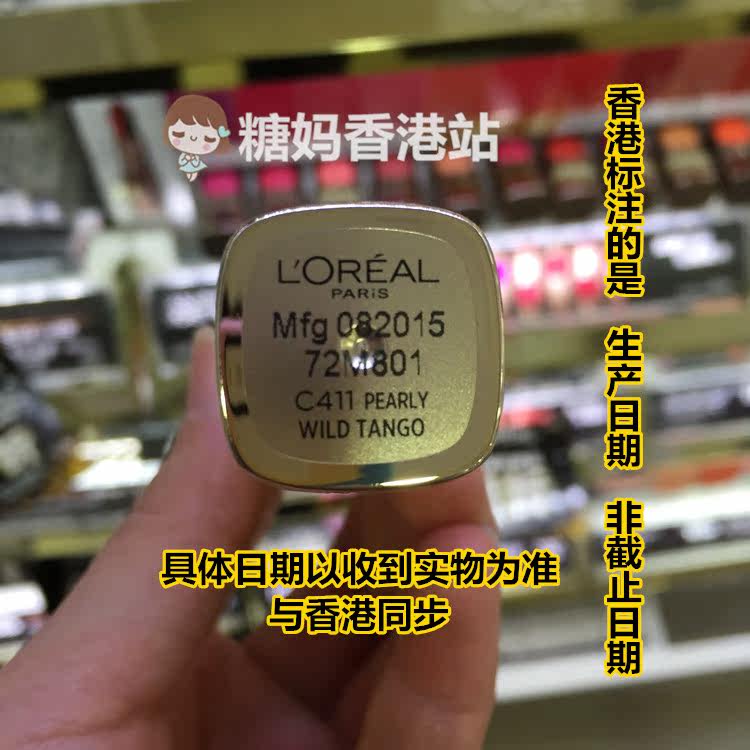 糖妈香港站
香港标注的是 生产日期 非截止日期
L'ORÉAL
PARIS
Mfg 082015
72M801
C411 PEARLY
WILD TANGO
具体日期以收到实物为准
与香港同步